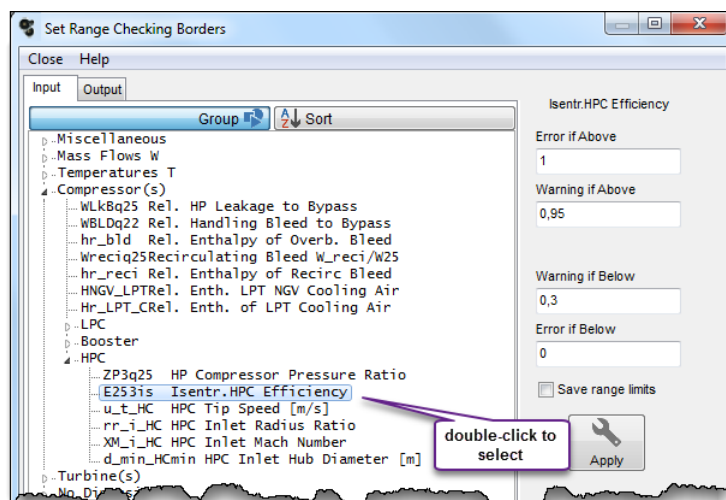 Set Range Checking Borders
Close Help
Input Output
Group Sort
Miscellaneous
Mass Flows W
Temperatures T
Compressor(s)
WLkBq25 Rel. HP Leakage to Bypass
WBLDq22 Rel. Handling Bleed to Bypass
hr_bld Rel. Enthalpy of Overb. Bleed
Wreciq25Recirculating Bleed W_reci/W25
hr_reci Rel. Enthalpy of Recirc Bleed
HNGV_LPTRel. Enth. LPT NGV Cooling Air
Hr_LPT_CRel. Enth. of LPT Cooling Air
LPC
Booster
HPC
ZP3q25 HP Compressor Pressure Ratio
E253is Isentr.HPC Efficiency
u_t_HC HPC Tip Speed [m/s]
rr_i_HC HPC Inlet Radius Ratio
XM_i_HC HPC Inlet Mach Number
d_min_HCmin HPC Inlet Hub Diameter [m]
Turbine(s)
double-click to
select
Isentr.HPC Efficiency
Error if Above
1
Warning if Above
0,95
Warning if Below
0,3
Error if Below
0
Save range limits
Apply